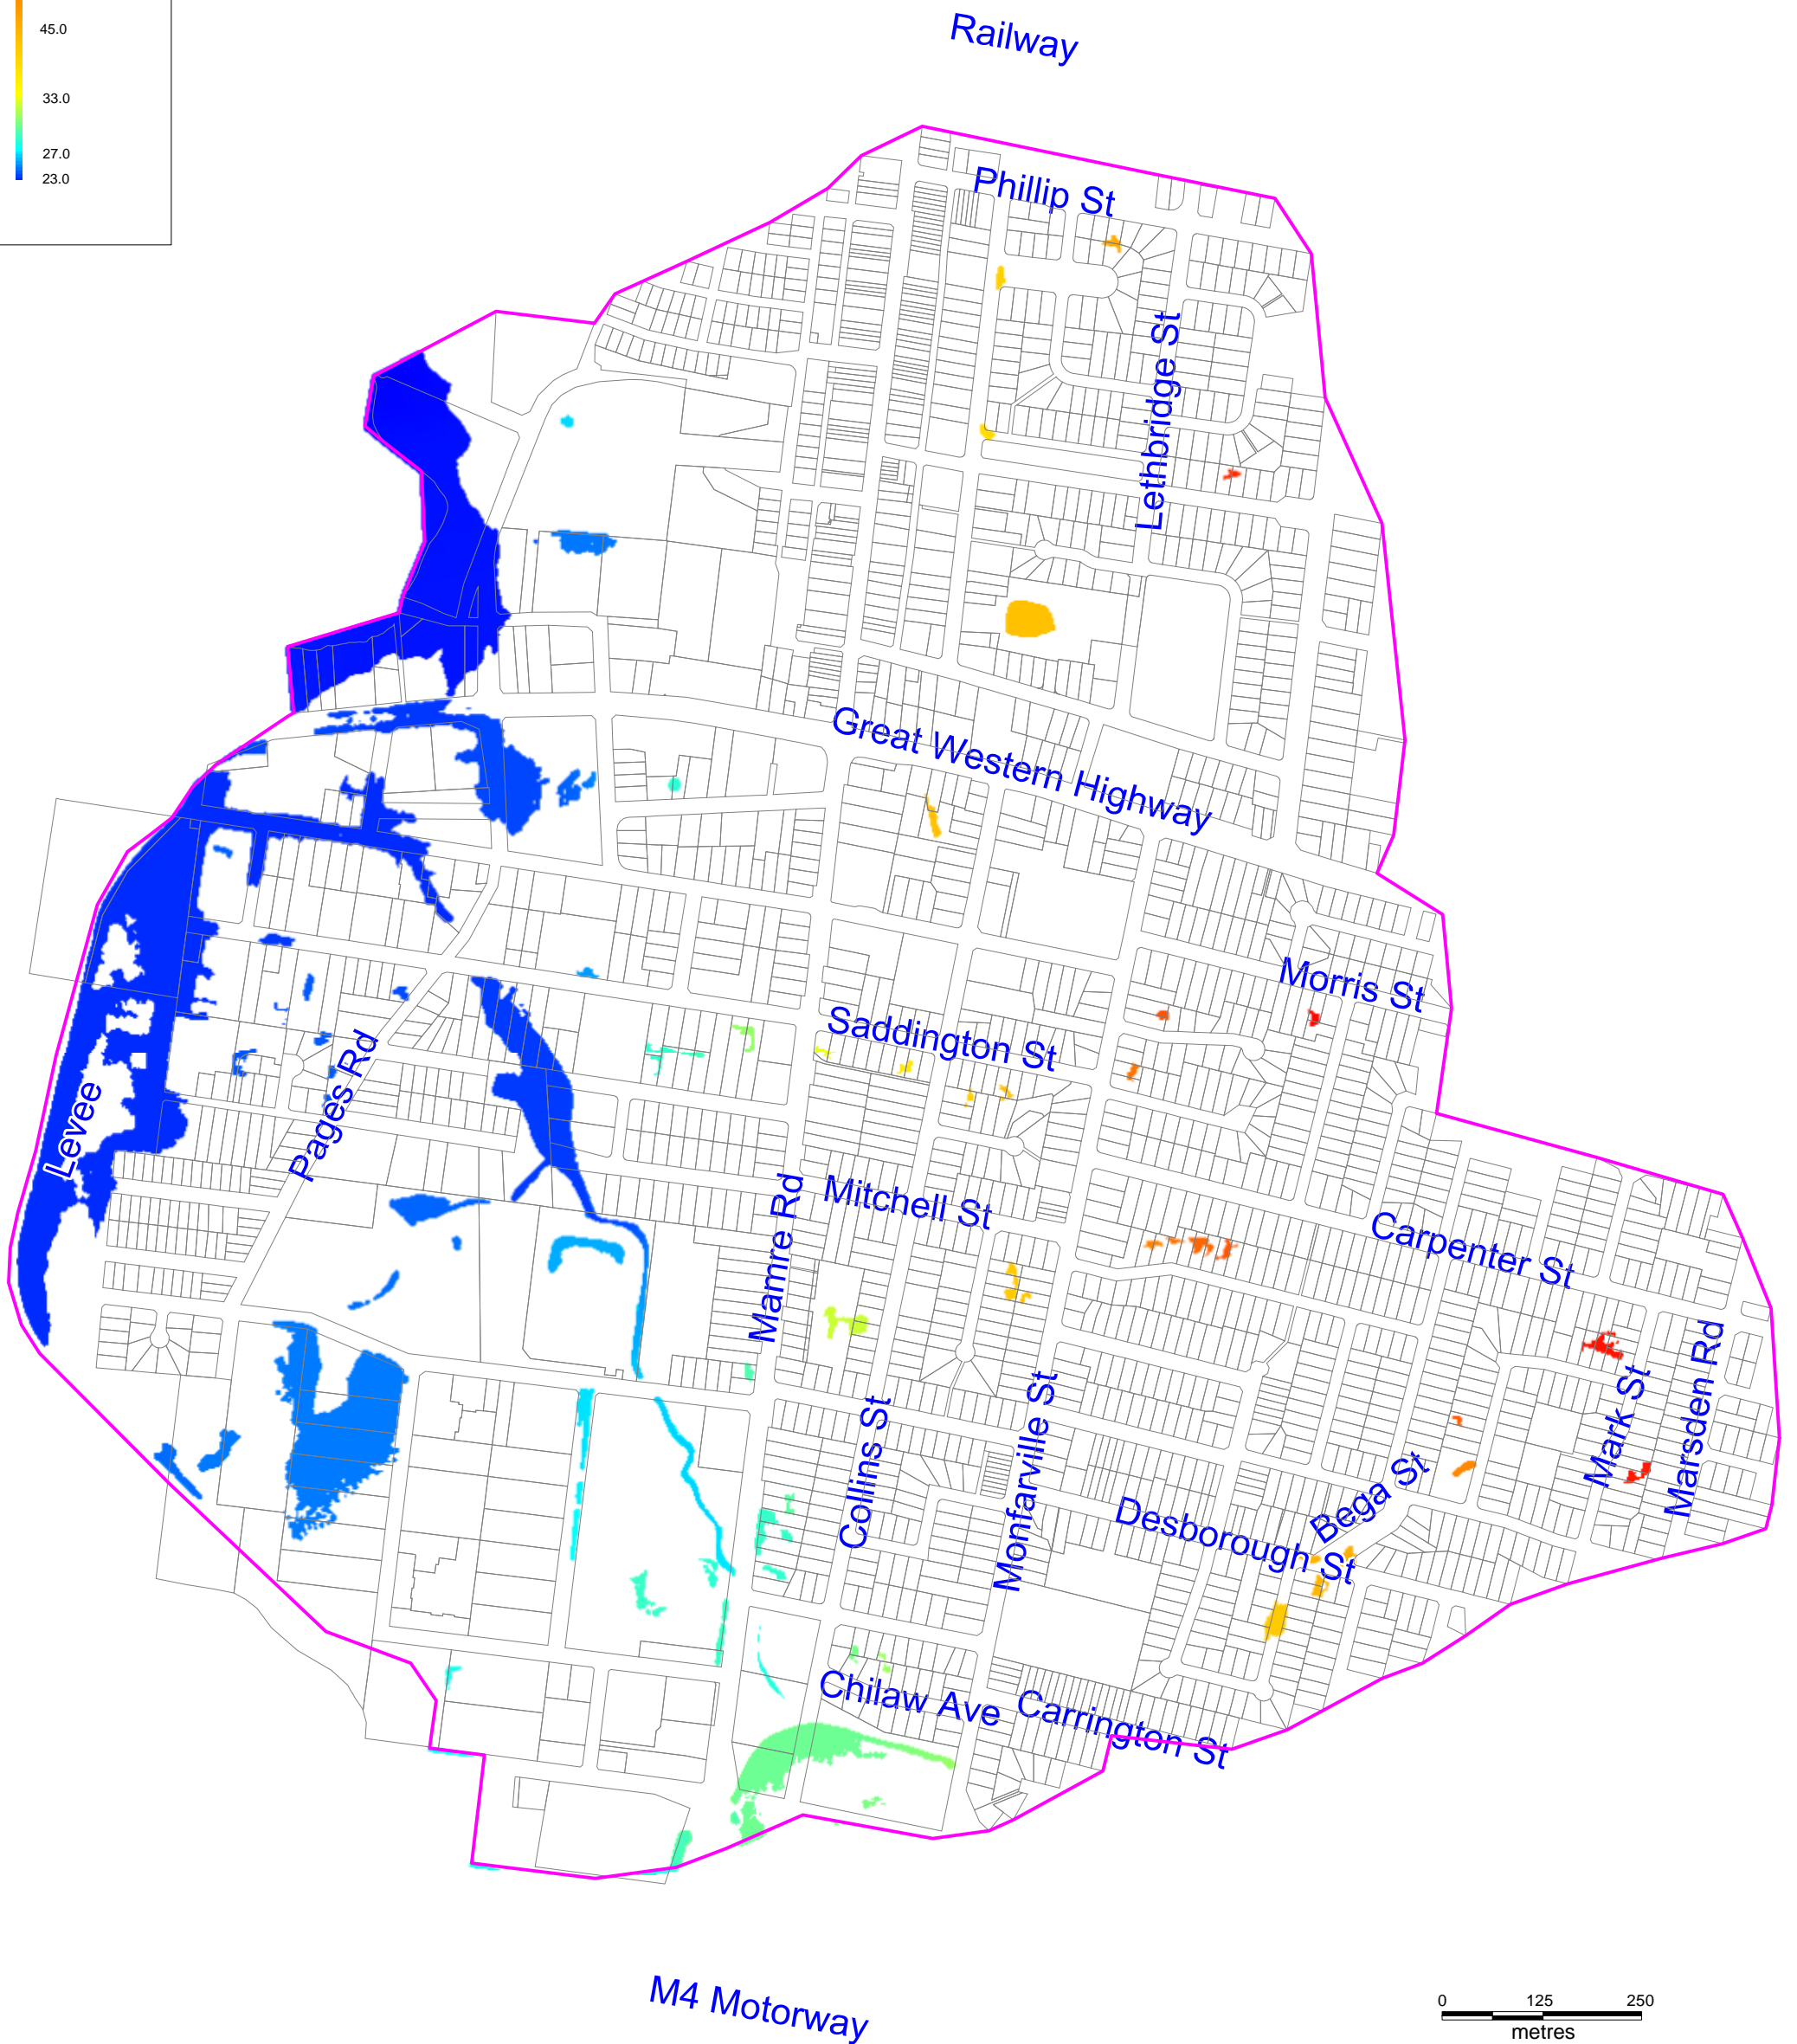 45.0
33.0
27.0
23.0
Railway
Phillip St
Lethbridge St
Great Western Highway
Morris St
Saddington St
Pages Rd
Levee
Mamre Rd
Mitchell St
Carpenter St
Collins St
Monfarville St
Mark St
Marsden Rd
Bega St
Desborough St
Chilaw Ave
Carrington St
M4 Motorway
0 125 250
metres